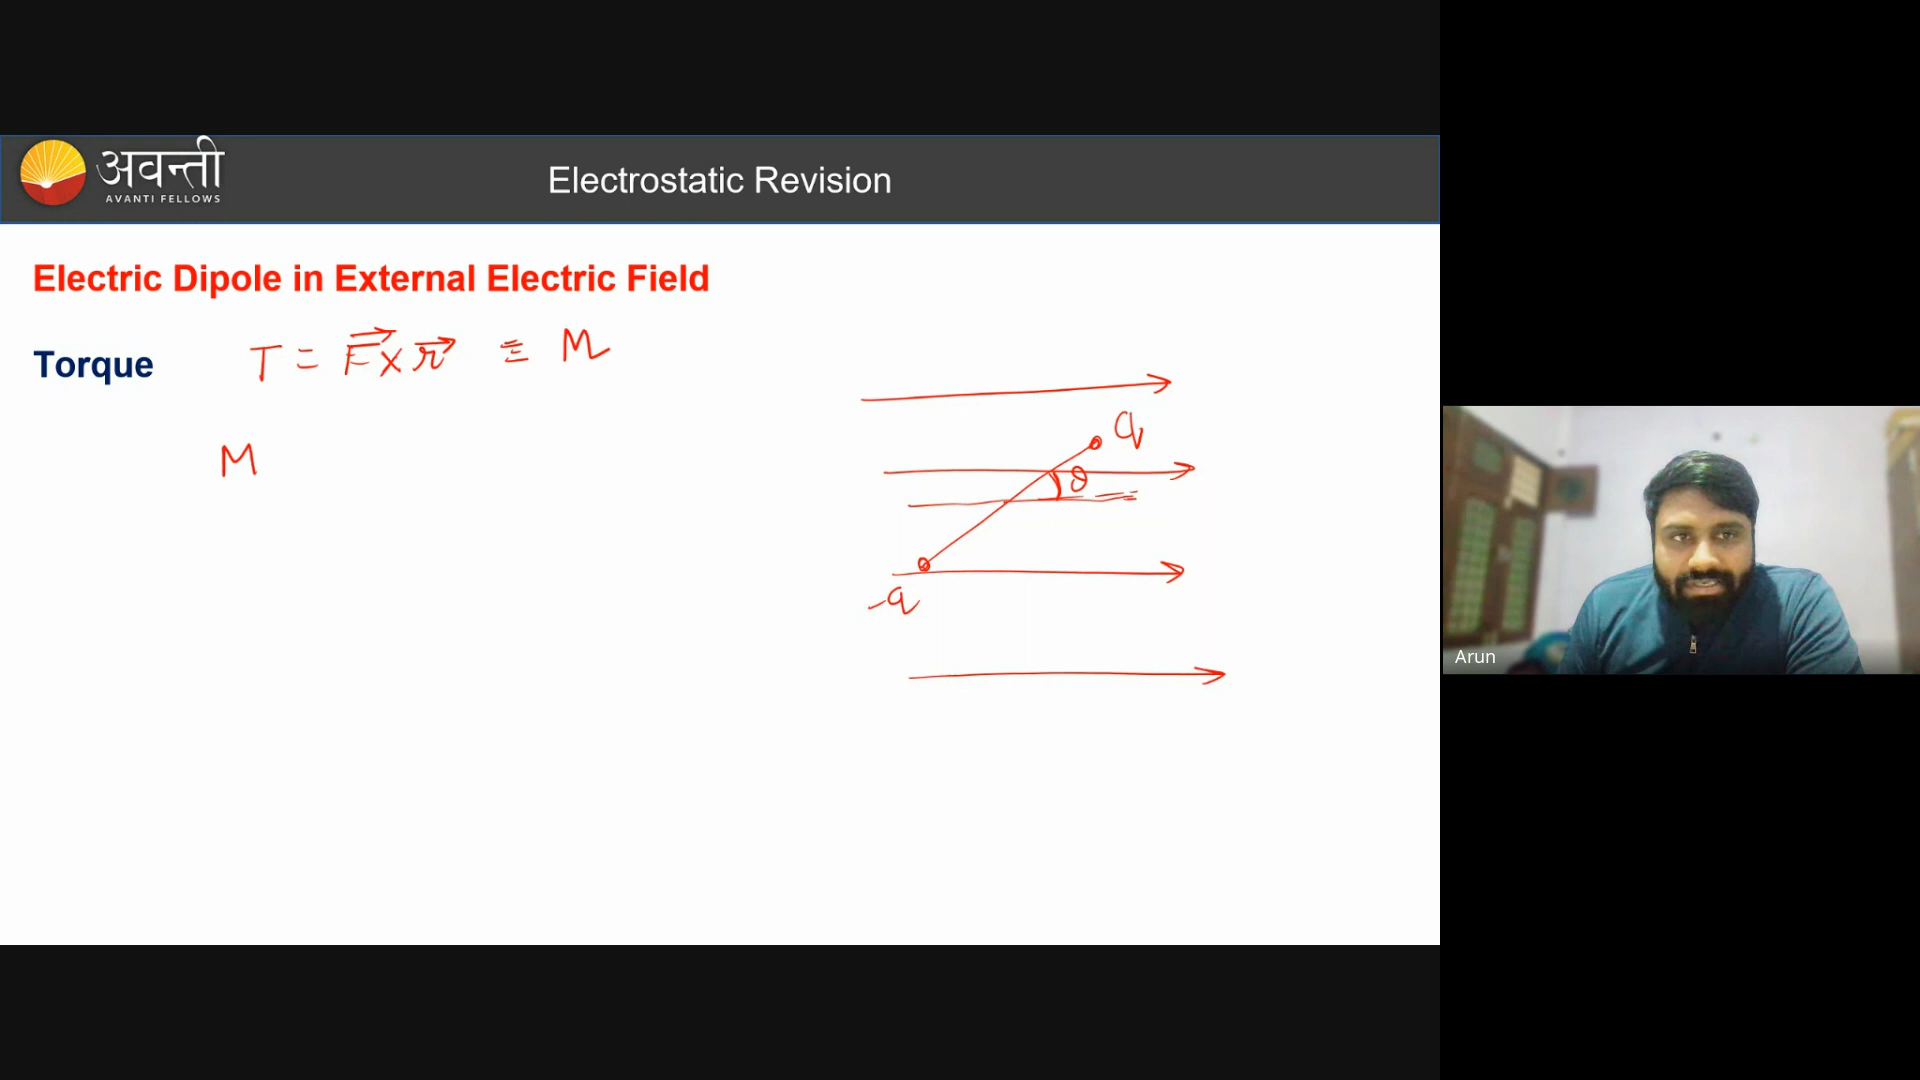 अवन्ती
AVANTI FELLOWS
Electrostatic Revision
Electric Dipole in External Electric Field
Torque T = F⃗ × r⃗ ≡ M
M
q
θ
-q
Arun